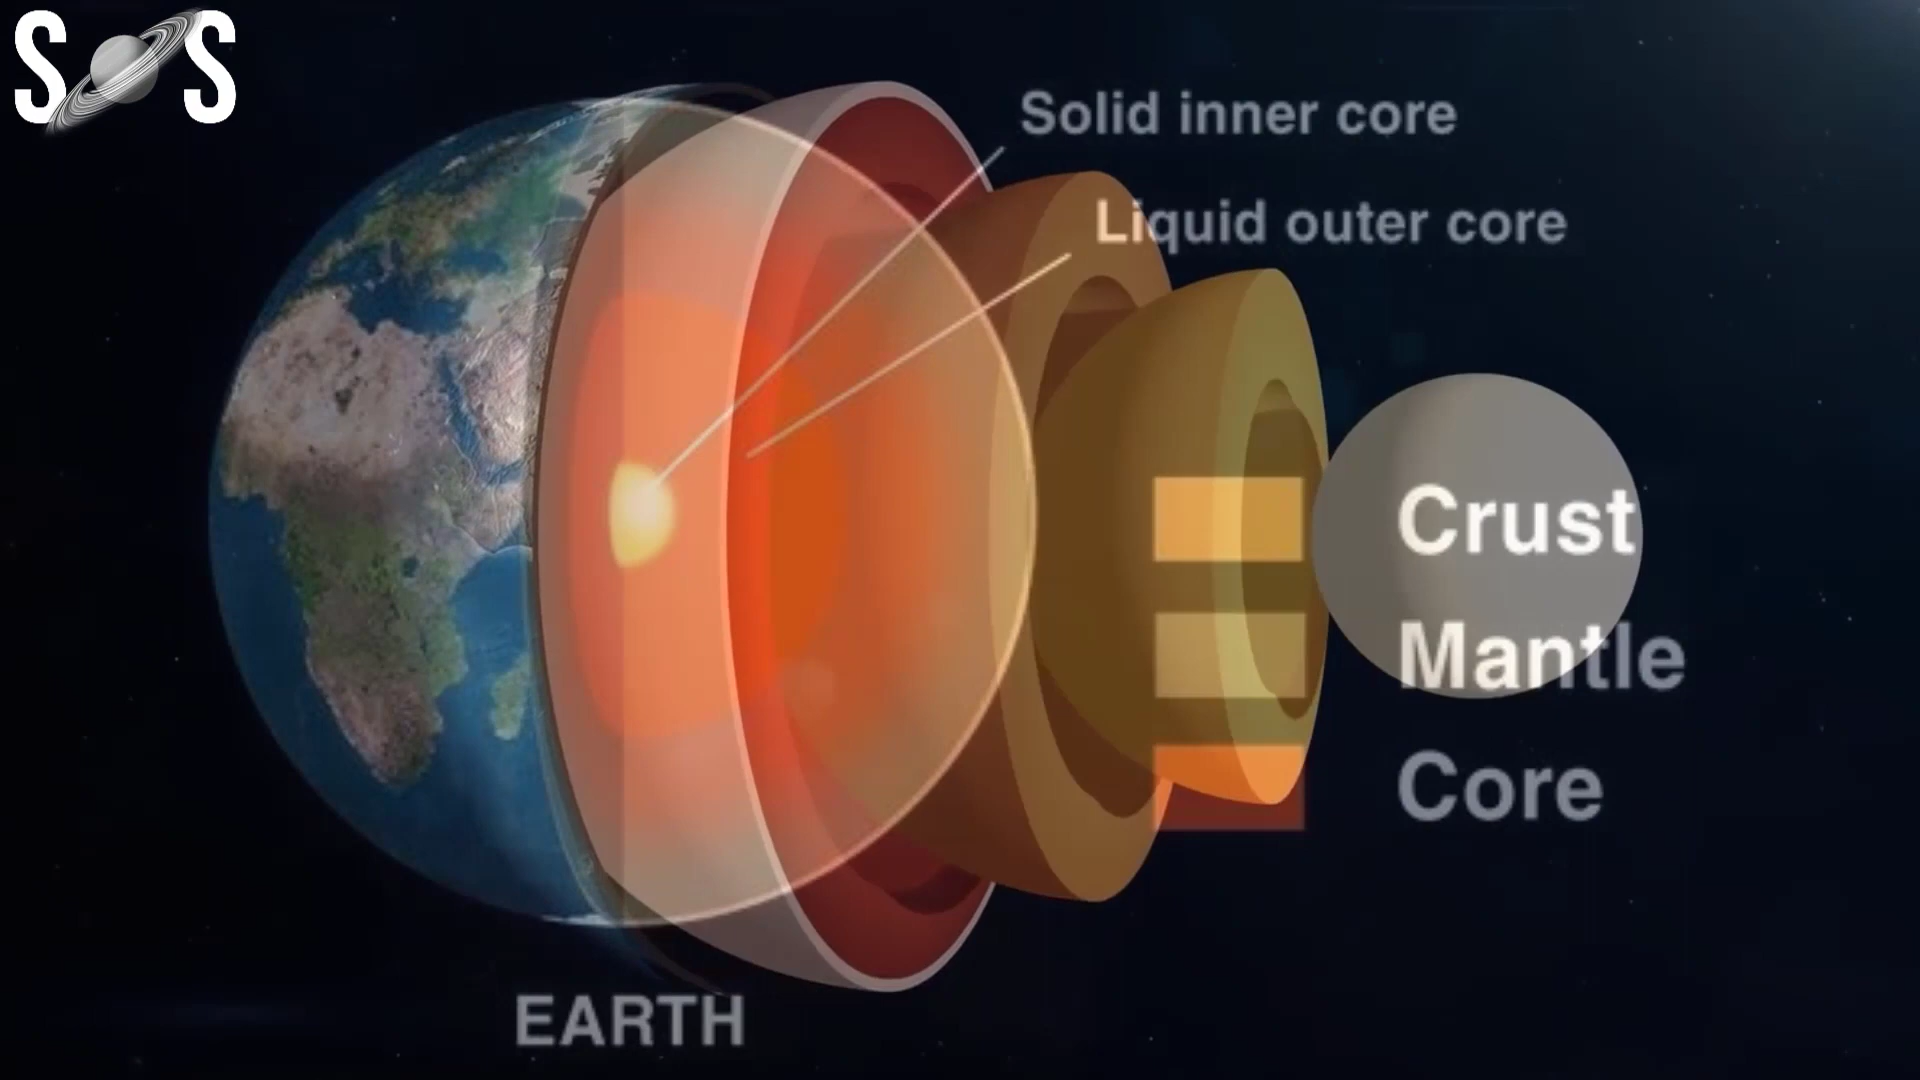 SOS
Solid inner core
Liquid outer core
Crust
Mantle
Core
EARTH